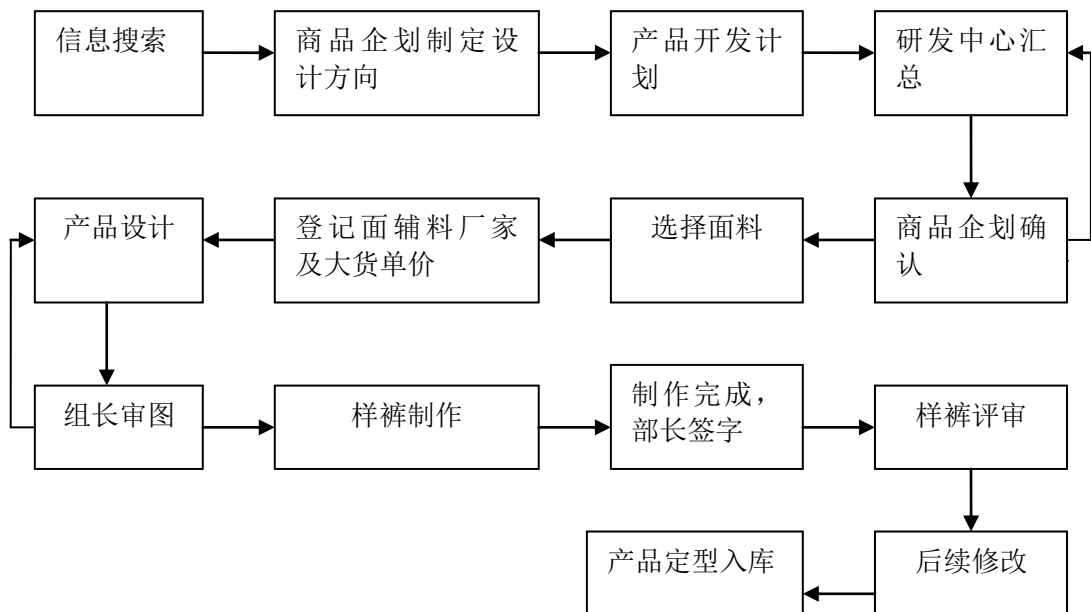 信息搜索
商品企划制定设
计方向
产品开发计
划
研发中心汇
总
产品设计
登记面辅料厂家
及大货单价
选择面料
商品企划确
认
组长审图
样裤制作
制作完成，
部长签字
样裤评审
产品定型入库
后续修改